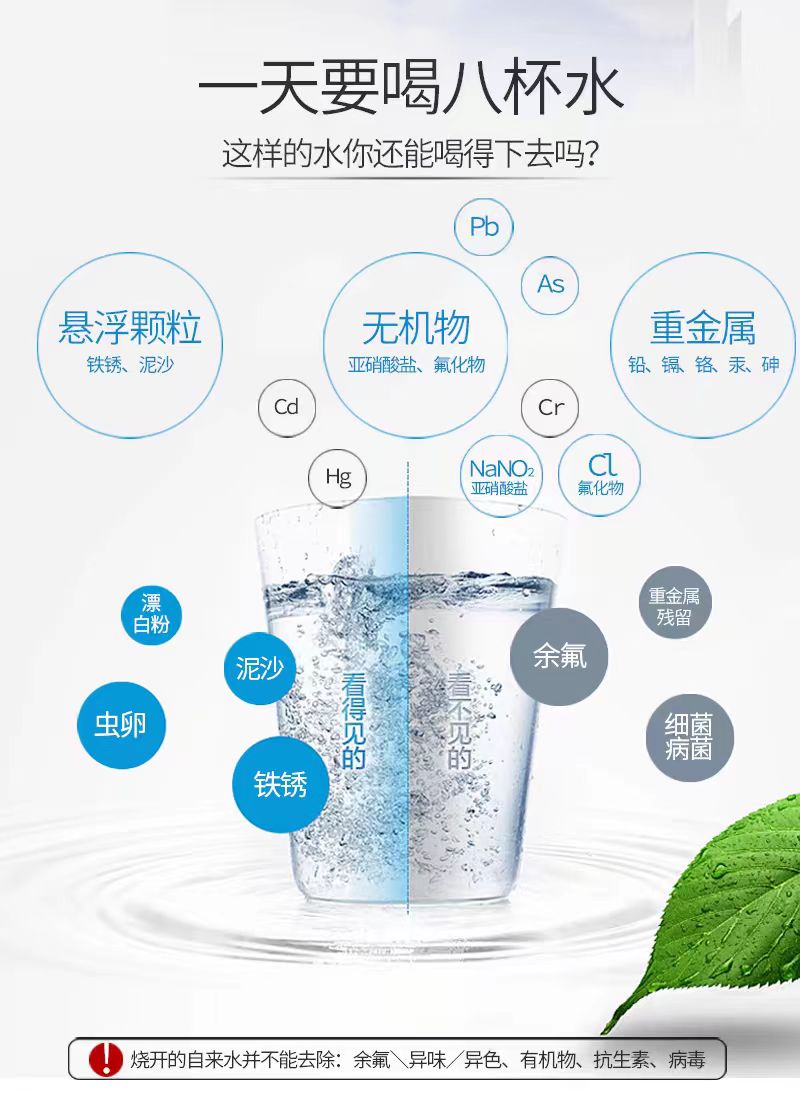 一天要喝八杯水
这样的水你还能喝得下去吗?
Pb
As
悬浮颗粒
铁锈、泥沙
无机物
亚硝酸盐、氟化物
重金属
铅、镉、铬、汞、砷
Cd
Cr
Hg
NaNO₂
亚硝酸盐
Cl
氟化物
漂
白粉
泥沙
虫卵
铁锈
看得见的
看不见的
余氟
重金属
残留
细菌
病菌
烧开的自来水并不能去除：余氟＼异味／异色、有机物、抗生素、病毒